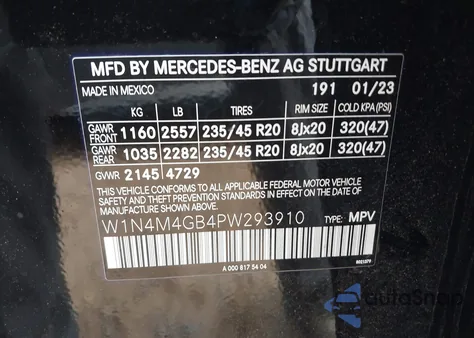 MFD BY MERCEDES-BENZ AG STUTTGART
MADE IN MEXICO 191 01/23
KG LB TIRES RIM SIZE COLD KPA (PSI)
GAWR FRONT 1160 2557 235/45 R20 8Jx20 320(47)
GAWR REAR 1035 2282 235/45 R20 8Jx20 320(47)
GVWR 2145 4729
THIS VEHICLE CONFORMS TO ALL APPLICABLE FEDERAL MOTOR VEHICLE
SAFETY AND THEFT PREVENTION STANDARDS IN EFFECT ON THE DATE OF
MANUFACTURE SHOWN ABOVE.
W1N4M4GB4PW293910 TYPE: MPV
A 000 817 54 04
autoSnap